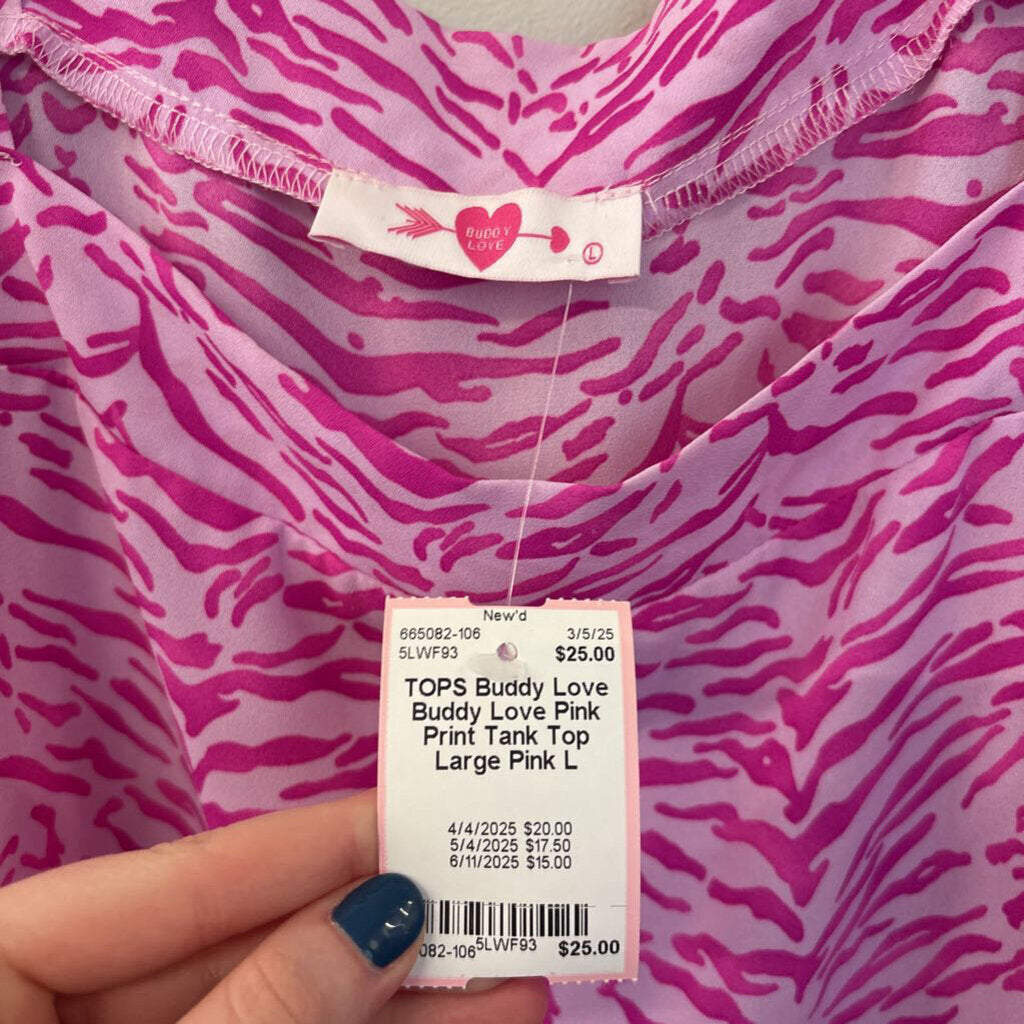 BUDDY
LOVE
L
New'd
665082-106 3/5/25
5LWF93 $25.00
TOPS Buddy Love
Buddy Love Pink
Print Tank Top
Large Pink L
4/4/2025 $20.00
5/4/2025 $17.50
6/11/2025 $15.00
082-106 5LWF93 $25.00